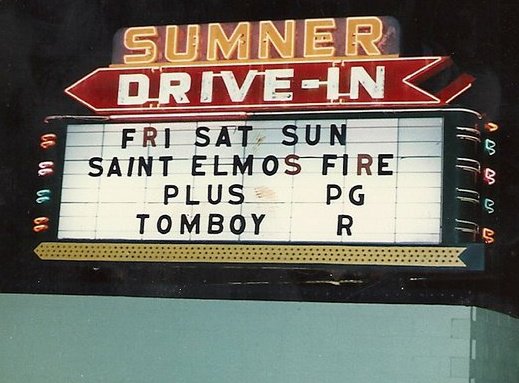 SUMNER
DRIVE-IN
FRI SAT SUN
SAINT ELMOS FIRE
PLUS PG
TOMBOY R